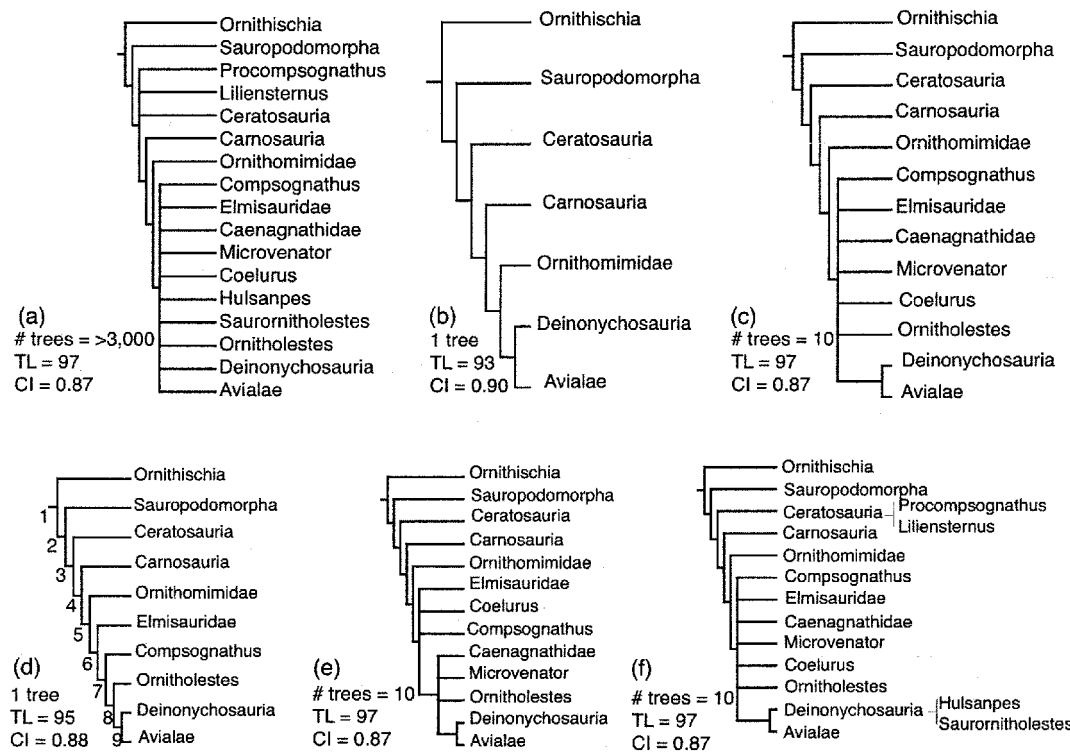 Ornithischia
Sauropodomorpha
Procompsognathus
Liliensternus
Ceratosauria
Carnosauria
Ornithomimidae
Compsognathus
Elmisauridae
Caenagnathidae
Microvenator
Coelurus
Hulsanpes
Saurornitholestes
Ornitholestes
Deinonychosauria
Avialae
(a)
# trees = >3,000
TL = 97
CI = 0.87
Ornithischia
Sauropodomorpha
Ceratosauria
Carnosauria
Ornithomimidae
Deinonychosauria
Avialae
(b)
1 tree
TL = 93
CI = 0.90
Ornithischia
Sauropodomorpha
Ceratosauria
Carnosauria
Ornithomimidae
Compsognathus
Elmisauridae
Caenagnathidae
Microvenator
Coelurus
Ornitholestes
Deinonychosauria
Avialae
(c)
# trees = 10
TL = 97
CI = 0.87
Ornithischia
Sauropodomorpha
Ceratosauria
Carnosauria
Ornithomimidae
Elmisauridae
Compsognathus
Ornitholestes
Deinonychosauria
Avialae
1
2
3
4
5
6
7
8
9
(d)
1 tree
TL = 95
CI = 0.88
Ornithischia
Sauropodomorpha
Ceratosauria
Carnosauria
Ornithomimidae
Elmisauridae
Coelurus
Compsognathus
Caenagnathidae
Microvenator
Ornitholestes
Deinonychosauria
Avialae
(e)
# trees = 10
TL = 97
CI = 0.87
Ornithischia
Sauropodomorpha
Ceratosauria
Procompsognathus
Liliensternus
Carnosauria
Ornithomimidae
Compsognathus
Elmisauridae
Caenagnathidae
Microvenator
Coelurus
Ornitholestes
Deinonychosauria
Hulsanpes
Saurornitholestes
Avialae
(f)
# trees = 10
TL = 97
CI = 0.87